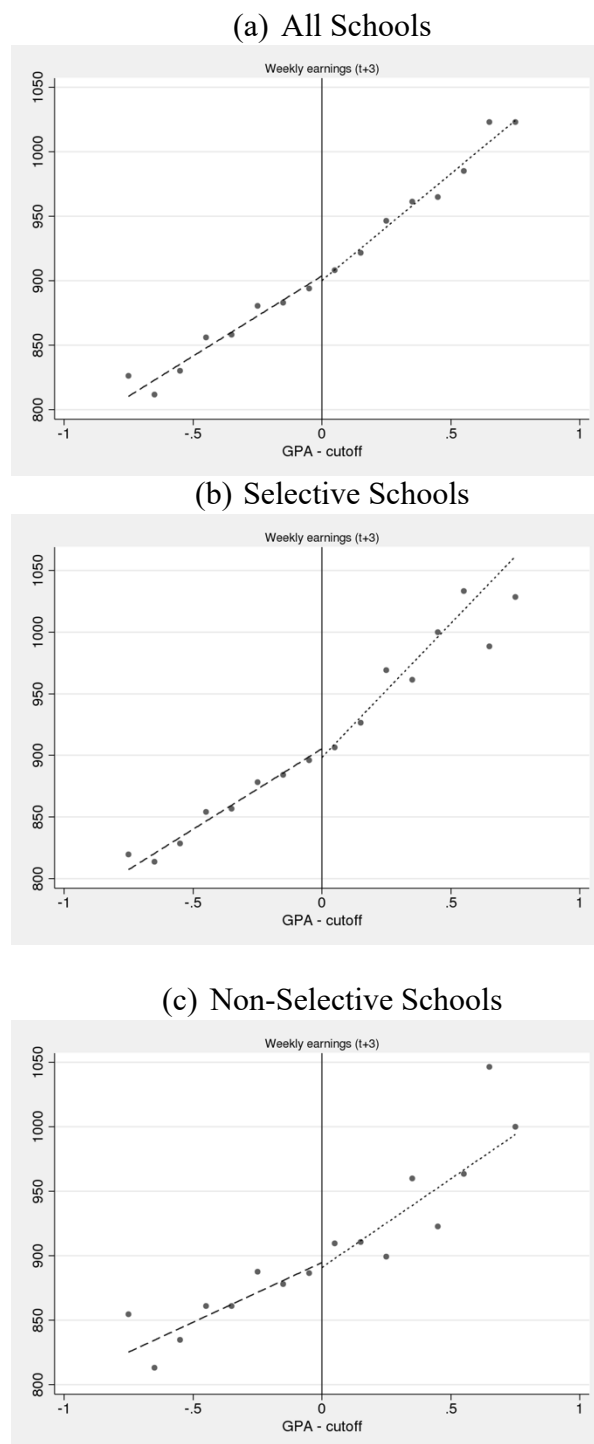 (a) All Schools
Weekly earnings (t+3)
1050
1000
950
900
850
800
-1 -.5 0 .5 1
GPA - cutoff
(b) Selective Schools
Weekly earnings (t+3)
1050
1000
950
900
850
800
-1 -.5 0 .5 1
GPA - cutoff
(c) Non-Selective Schools
Weekly earnings (t+3)
1050
1000
950
900
850
800
-1 -.5 0 .5 1
GPA - cutoff